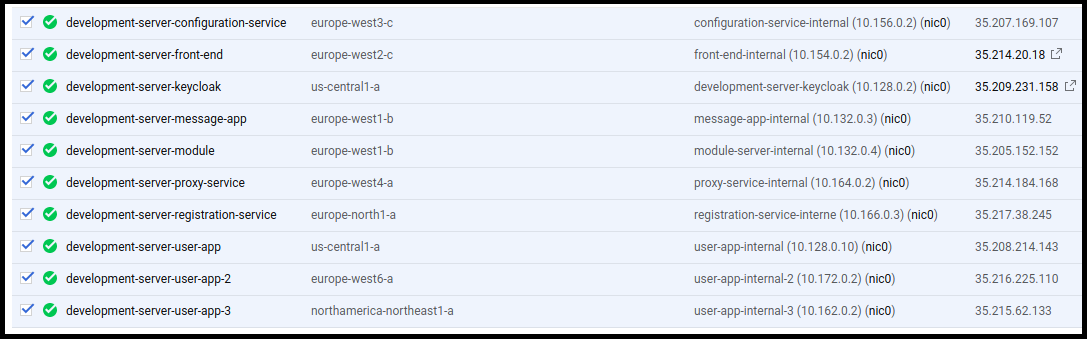 development-server-configuration-service europe-west3-c configuration-service-internal (10.156.0.2) (nic0) 35.207.169.107
development-server-front-end europe-west2-c front-end-internal (10.154.0.2) (nic0) 35.214.20.18
development-server-keycloak us-central1-a development-server-keycloak (10.128.0.2) (nic0) 35.209.231.158
development-server-message-app europe-west1-b message-app-internal (10.132.0.3) (nic0) 35.210.119.52
development-server-module europe-west1-b module-server-internal (10.132.0.4) (nic0) 35.205.152.152
development-server-proxy-service europe-west4-a proxy-service-internal (10.164.0.2) (nic0) 35.214.184.168
development-server-registration-service europe-north1-a registration-service-interne (10.166.0.3) (nic0) 35.217.38.245
development-server-user-app us-central1-a user-app-internal (10.128.0.10) (nic0) 35.208.214.143
development-server-user-app-2 europe-west6-a user-app-internal-2 (10.172.0.2) (nic0) 35.216.225.110
development-server-user-app-3 northamerica-northeast1-a user-app-internal-3 (10.162.0.2) (nic0) 35.215.62.133